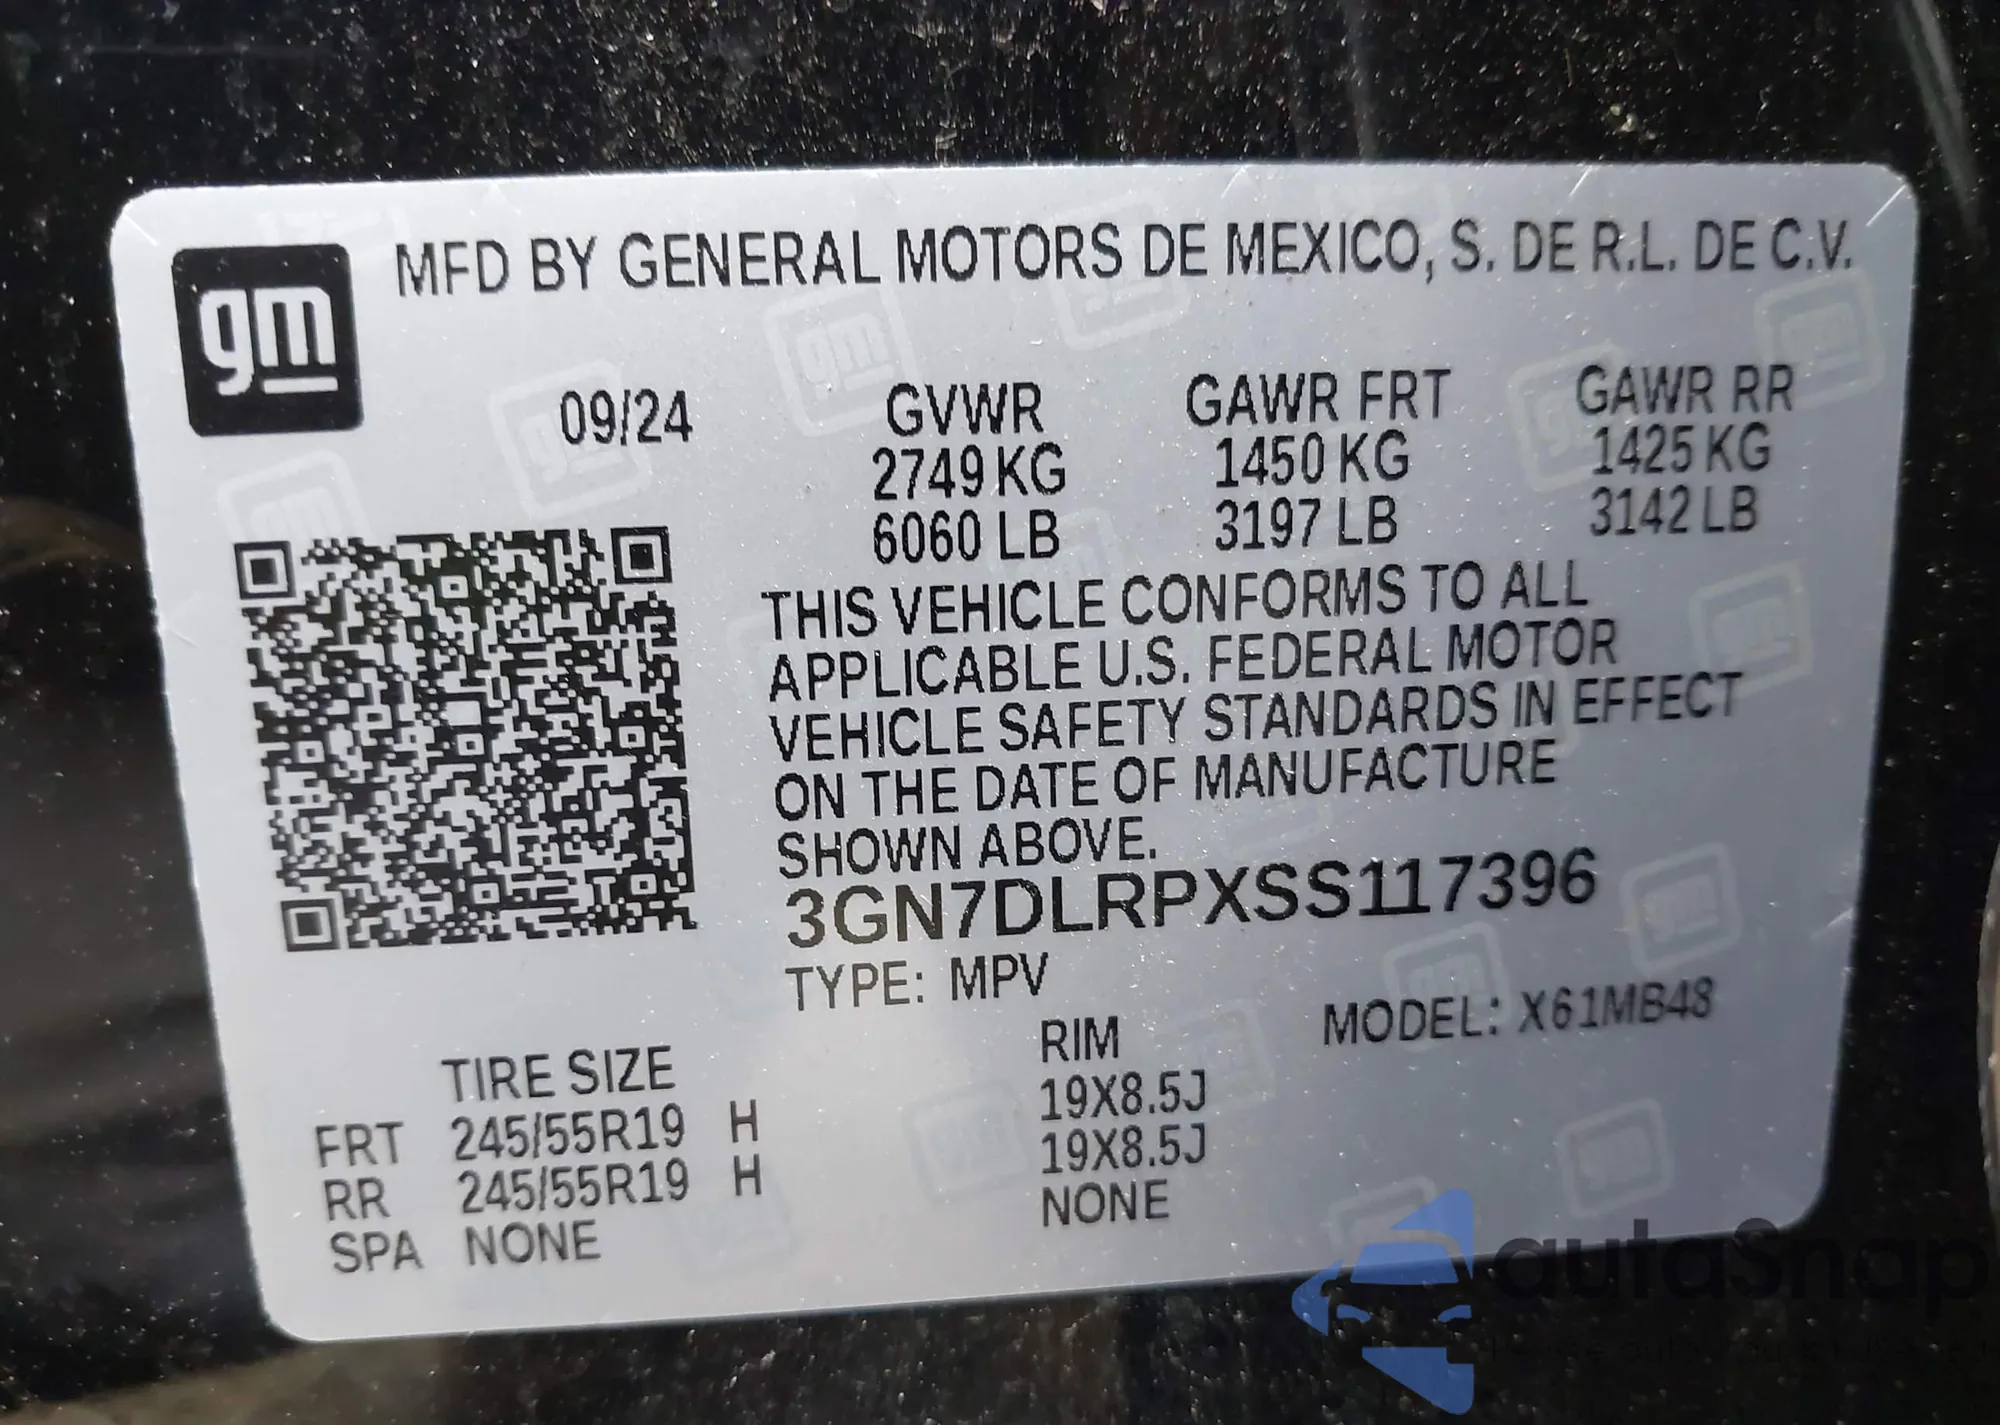 gm
MFD BY GENERAL MOTORS DE MEXICO, S. DE R.L. DE C.V.
09/24 GVWR GAWR FRT GAWR RR
2749 KG 1450 KG 1425 KG
6060 LB 3197 LB 3142 LB
THIS VEHICLE CONFORMS TO ALL
APPLICABLE U.S. FEDERAL MOTOR
VEHICLE SAFETY STANDARDS IN EFFECT
ON THE DATE OF MANUFACTURE
SHOWN ABOVE.
3GN7DLRPXSS117396
TYPE: MPV MODEL: X61MB48
TIRE SIZE RIM
FRT 245/55R19 H 19X8.5J
RR 245/55R19 H 19X8.5J
SPA NONE NONE
autaSnap